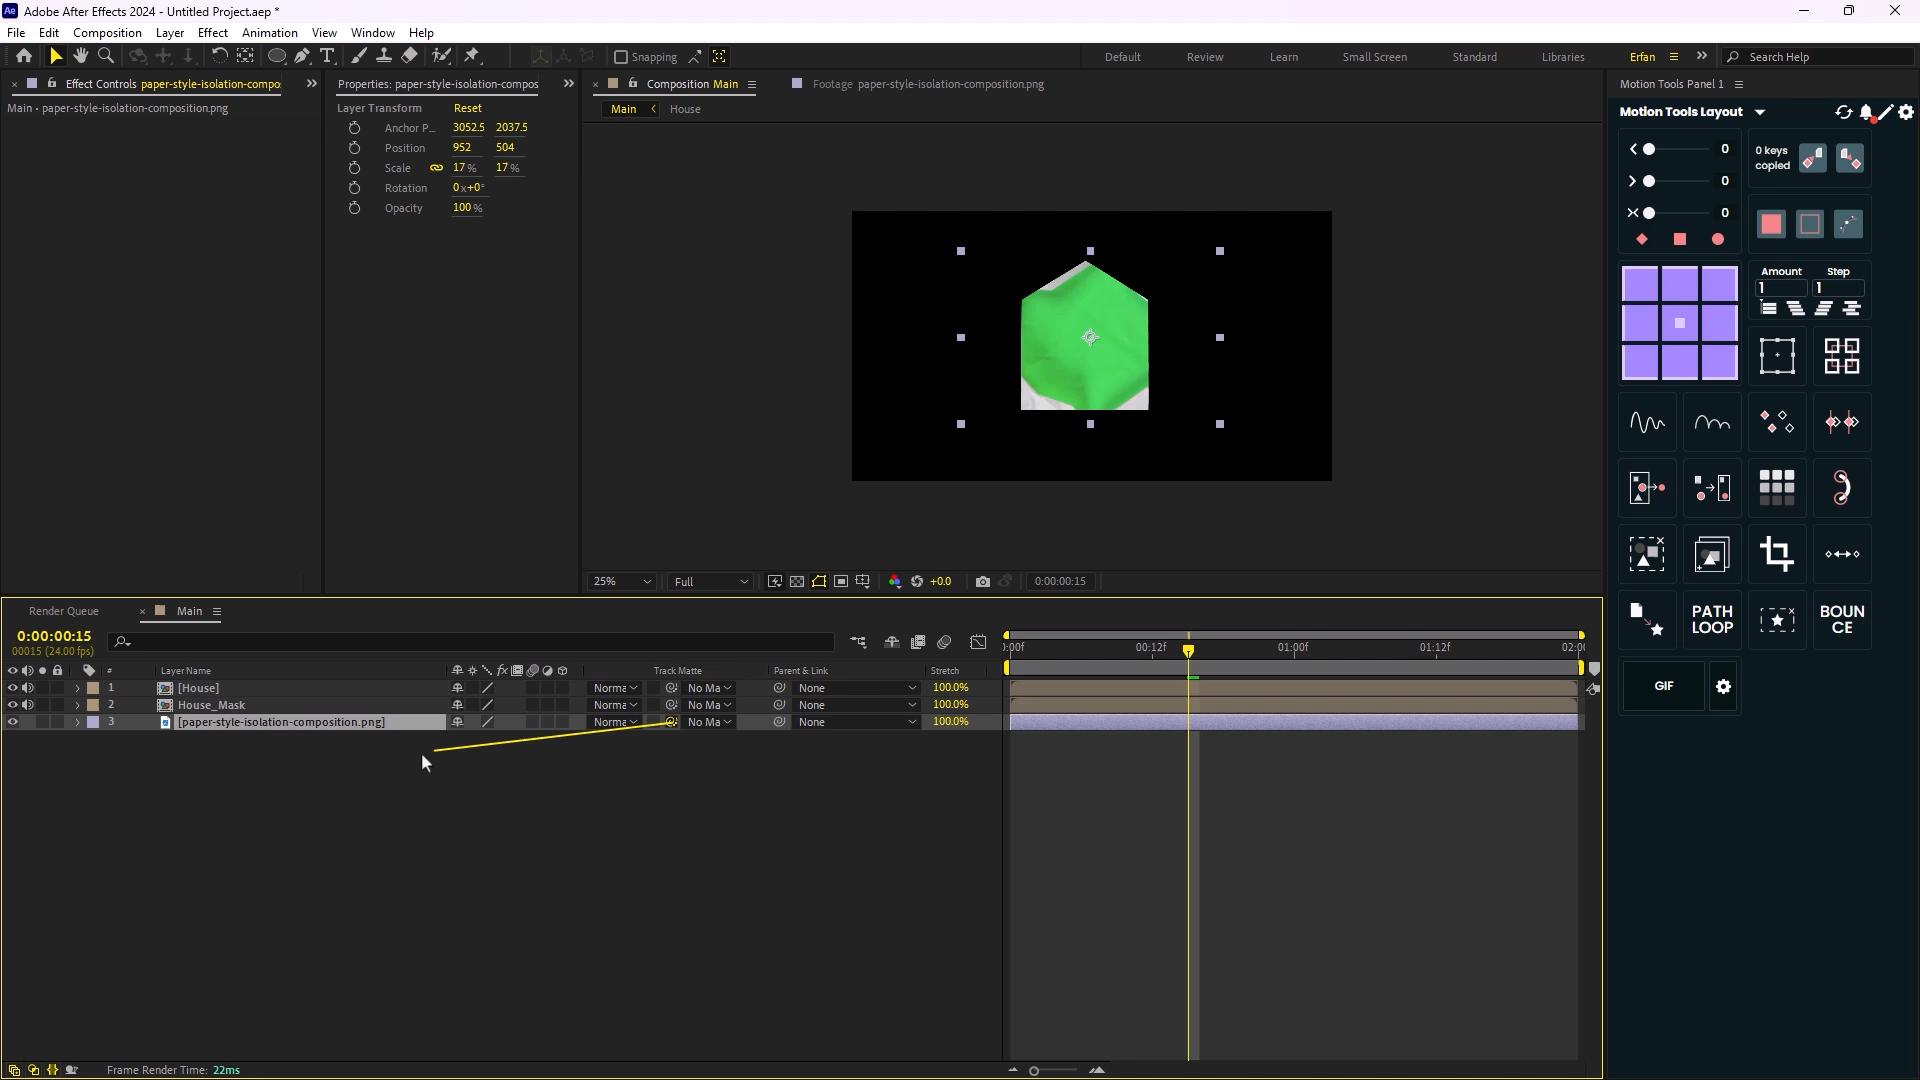 Adobe After Effects 2024 - Untitled Project.aep *
File Edit Composition Layer Effect Animation View Window Help
Snapping
Default Review Learn Small Screen Standard Libraries Erfan Search Help
Effect Controls paper-style-isolation-compo
Main • paper-style-isolation-composition.png
Properties: paper-style-isolation-compos
Layer Transform Reset
Anchor P... 3052.5 2037.5
Position 952 504
Scale 17 % 17 %
Rotation 0x+0°
Opacity 100 %
Composition Main
Footage paper-style-isolation-composition.png
Main House
25% Full +0.0 0:00:00:15
Motion Tools Panel 1
Motion Tools Layout
0
0
0
0 keys
copied
Amount Step
1 1
PATH
LOOP
BOUN
CE
GIF
Render Queue Main
0:00:00:15
00015 (24.00 fps)
# Layer Name fx Track Matte Parent & Link Stretch
:00f 00:12f 01:00f 01:12f 02:0
1 [House] Norma No Ma None 100.0%
2 House_Mask Norma No Ma None 100.0%
3 [paper-style-isolation-composition.png] Norma No Ma None 100.0%
Frame Render Time: 22ms